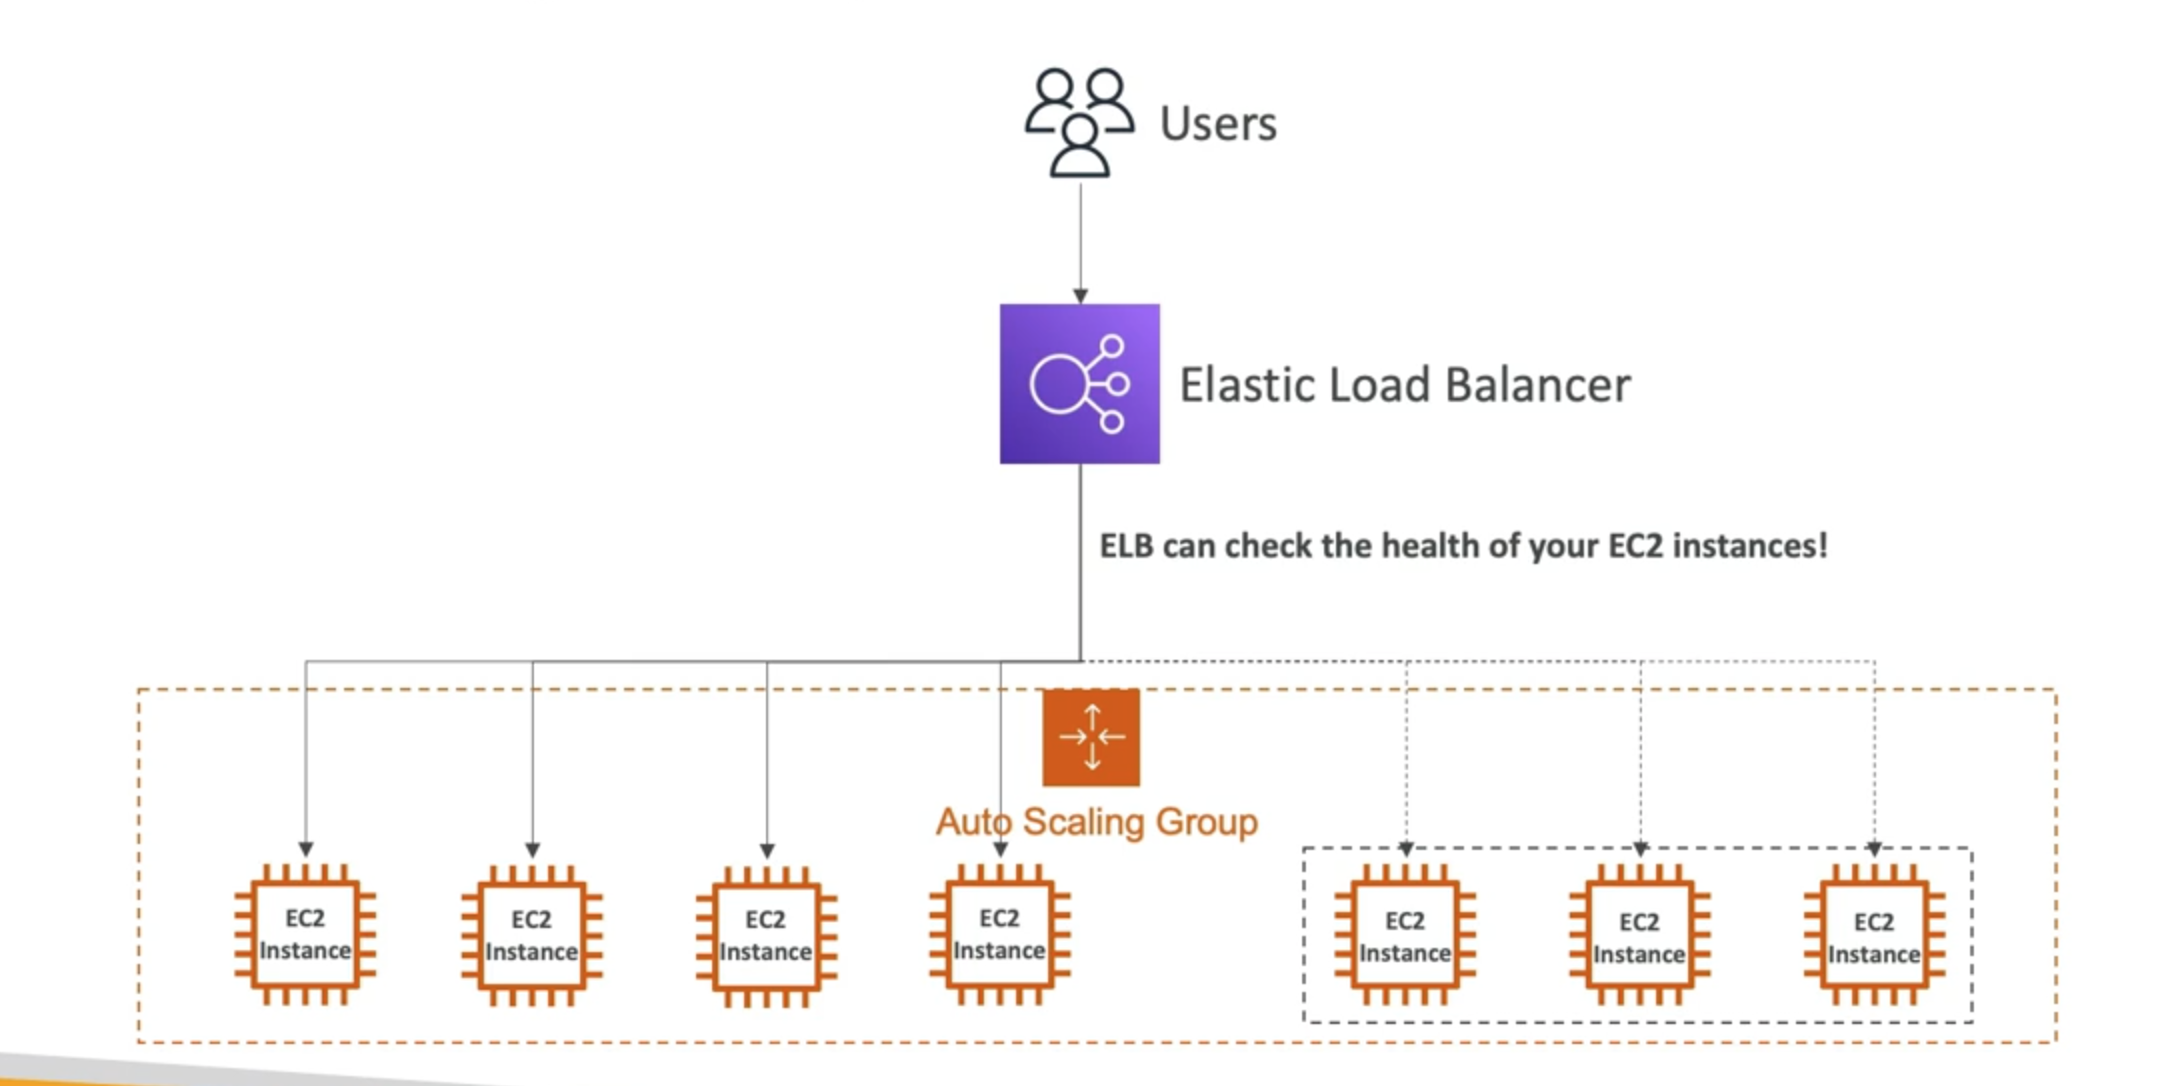 Users
Elastic Load Balancer
ELB can check the health of your EC2 instances!
Auto Scaling Group
EC2
Instance
EC2
Instance
EC2
Instance
EC2
Instance
EC2
Instance
EC2
Instance
EC2
Instance